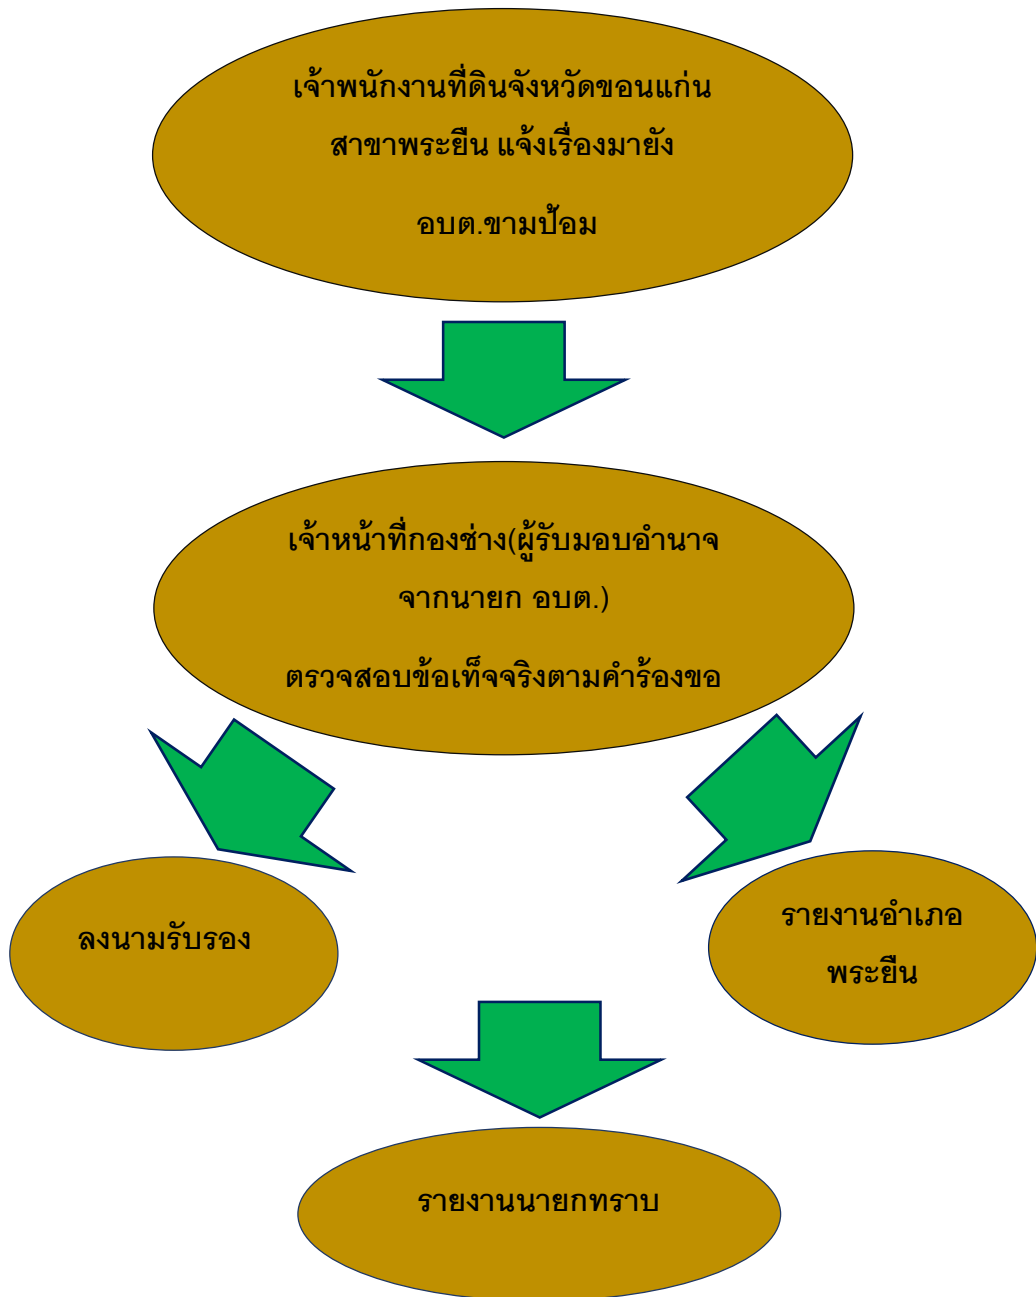 เจ้าพนักงานที่ดินจังหวัดขอนแก่น
สาขาพระยืน แจ้งเรื่องมายัง
อบต.ขามป้อม
เจ้าหน้าที่กองช่าง(ผู้รับมอบอำนาจ
จากนายก อบต.)
ตรวจสอบข้อเท็จจริงตามคำร้องขอ
ลงนามรับรอง
รายงานอำเภอ
พระยืน
รายงานนายกทราบ